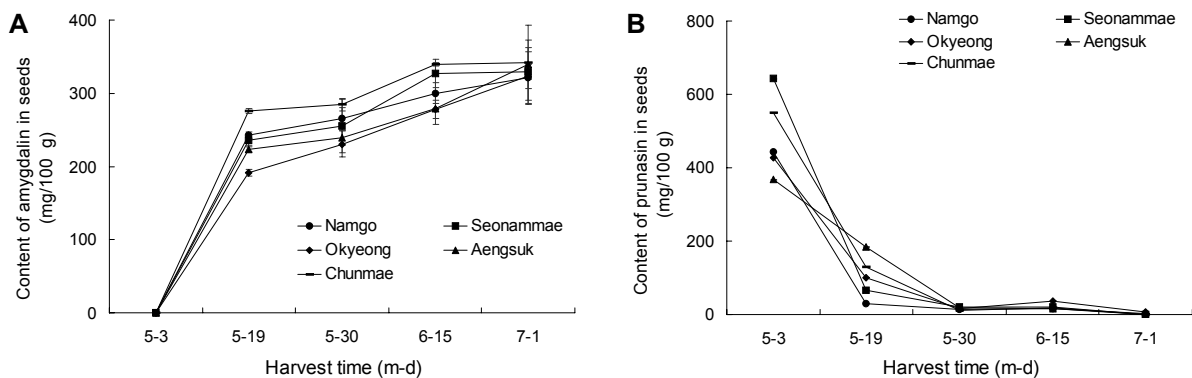 A
Content of amygdalin in seeds
(mg/100 g)
400
300
200
100
0
5-3 5-19 5-30 6-15 7-1
Harvest time (m-d)
Namgo Seonammae
Okyeong Aengsuk
Chunmae
B
Content of prunasin in seeds
(mg/100 g)
800
600
400
200
0
5-3 5-19 5-30 6-15 7-1
Harvest time (m-d)
Namgo Seonammae
Okyeong Aengsuk
Chunmae